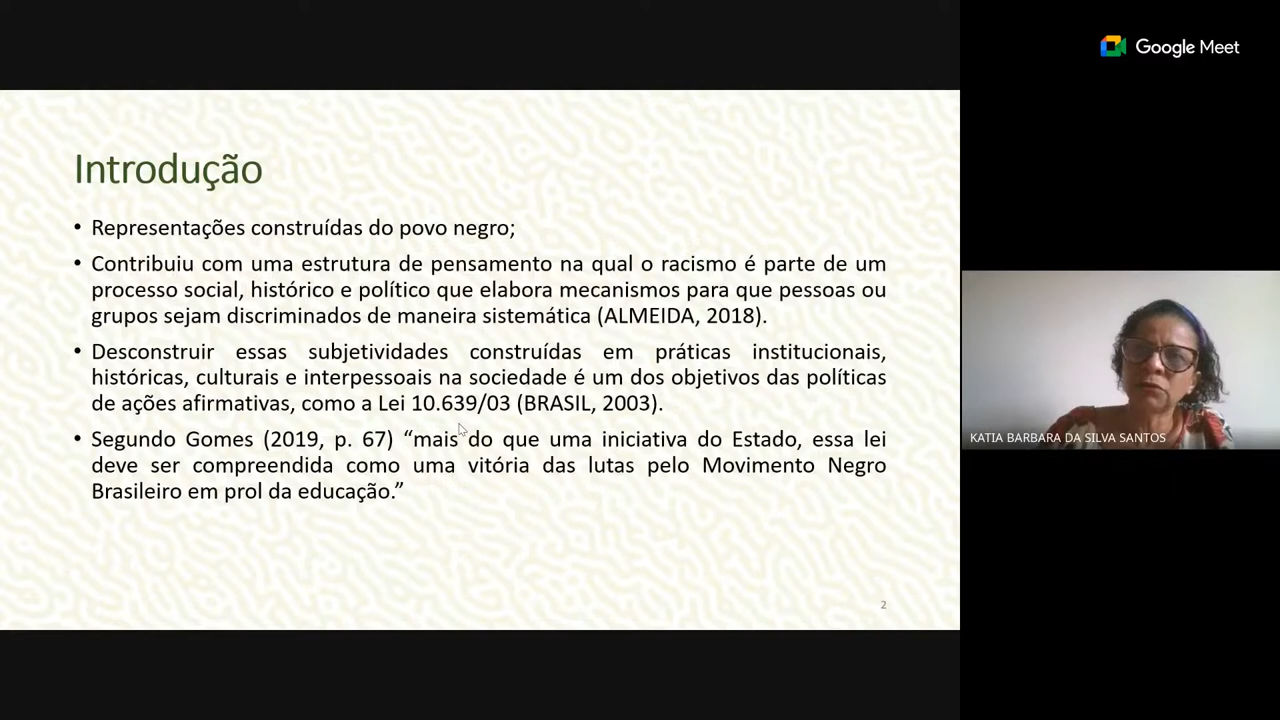 Google Meet
Introdução
• Representações construídas do povo negro;
• Contribuiu com uma estrutura de pensamento na qual o racismo é parte de um
processo social, histórico e político que elabora mecanismos para que pessoas ou
grupos sejam discriminados de maneira sistemática (ALMEIDA, 2018).
• Desconstruir essas subjetividades construídas em práticas institucionais,
históricas, culturais e interpessoais na sociedade é um dos objetivos das políticas
de ações afirmativas, como a Lei 10.639/03 (BRASIL, 2003).
• Segundo Gomes (2019, p. 67) “mais do que uma iniciativa do Estado, essa lei
deve ser compreendida como uma vitória das lutas pelo Movimento Negro
Brasileiro em prol da educação.”
2
KATIA BARBARA DA SILVA SANTOS